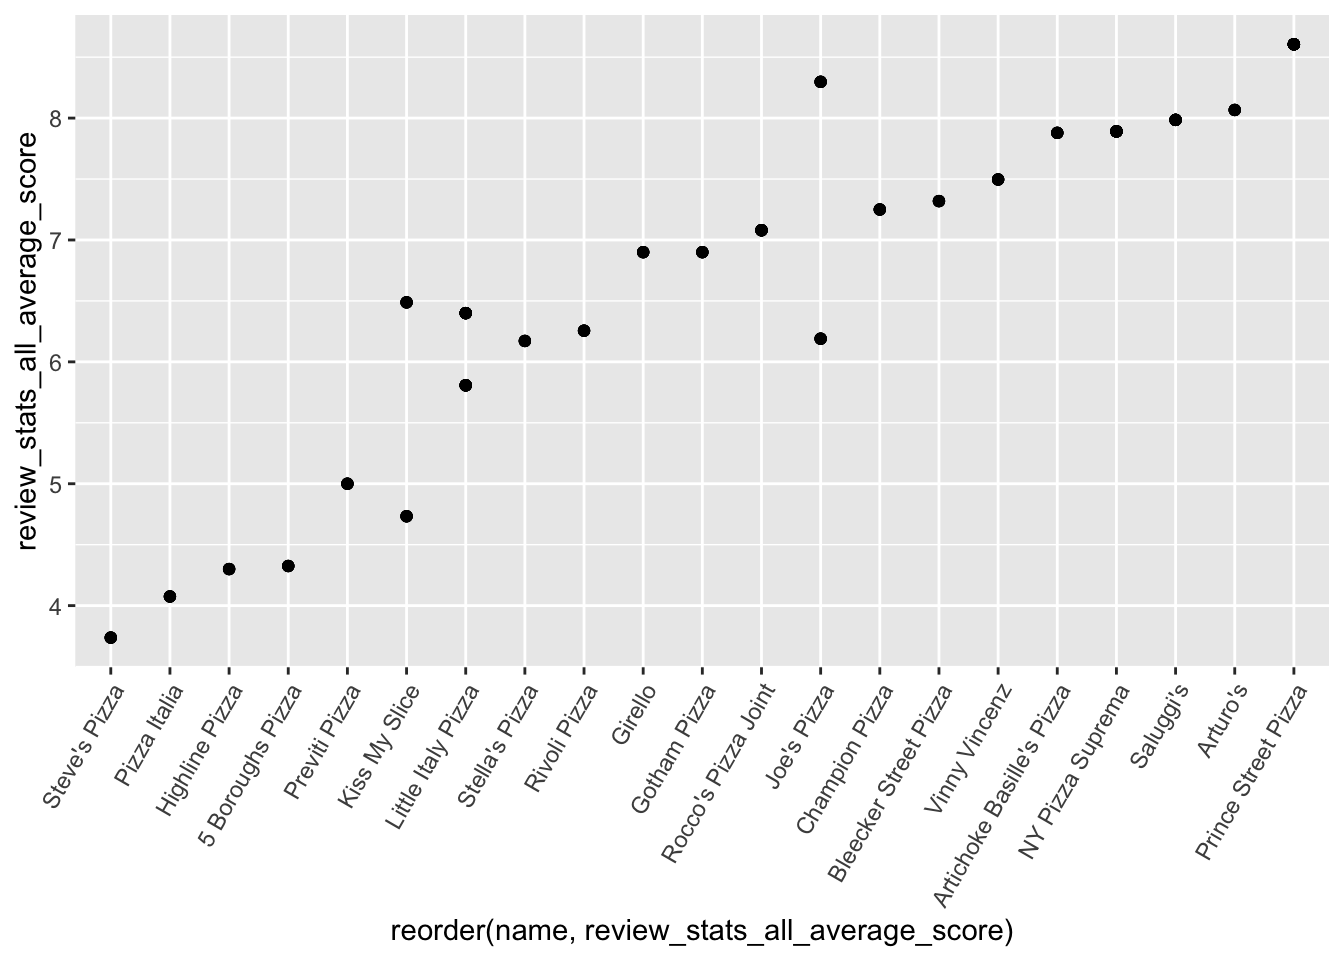 review_stats_all_average_score
8
7
6
5
4
Steve's Pizza
Pizza Italia
Highline Pizza
5 Boroughs Pizza
Previti Pizza
Kiss My Slice
Little Italy Pizza
Stella's Pizza
Rivoli Pizza
Girello
Gotham Pizza
Rocco's Pizza Joint
Joe's Pizza
Champion Pizza
Bleecker Street Pizza
Vinny Vincenz
Artichoke Basille's Pizza
NY Pizza Suprema
Saluggi's
Arturo's
Prince Street Pizza
reorder(name, review_stats_all_average_score)